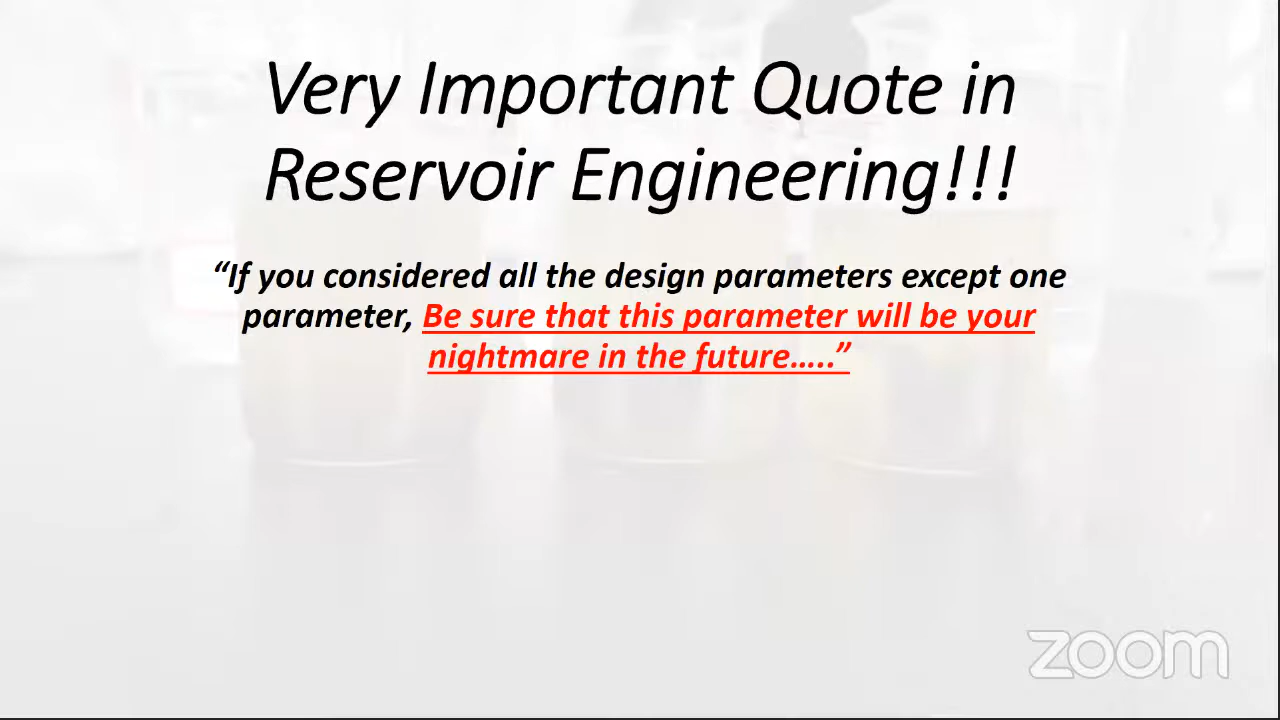 Very Important Quote in
Reservoir Engineering!!!
“If you considered all the design parameters except one
parameter, Be sure that this parameter will be your
nightmare in the future.....”
zoom